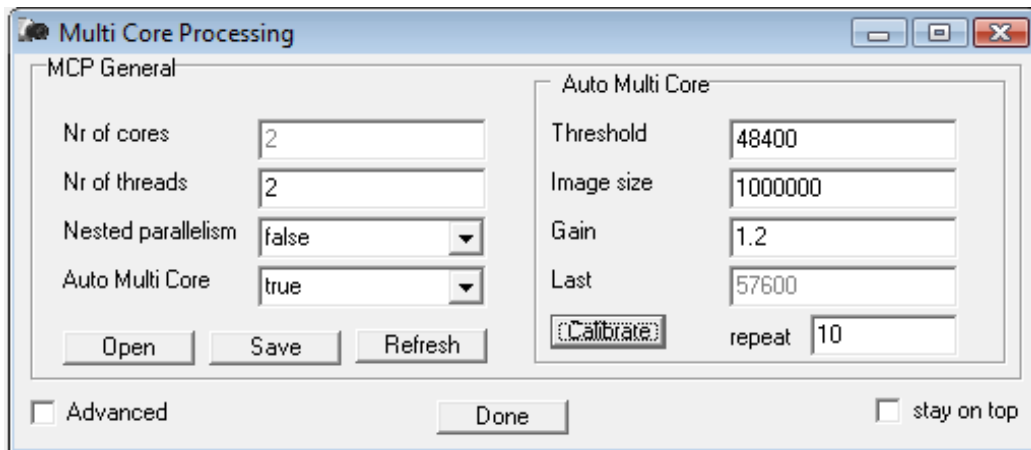 Multi Core Processing
MCP General
Nr of cores 2
Nr of threads 2
Nested parallelism false
Auto Multi Core true
Open Save Refresh
Auto Multi Core
Threshold 48400
Image size 1000000
Gain 1.2
Last 57600
Calibrate repeat 10
Advanced Done stay on top